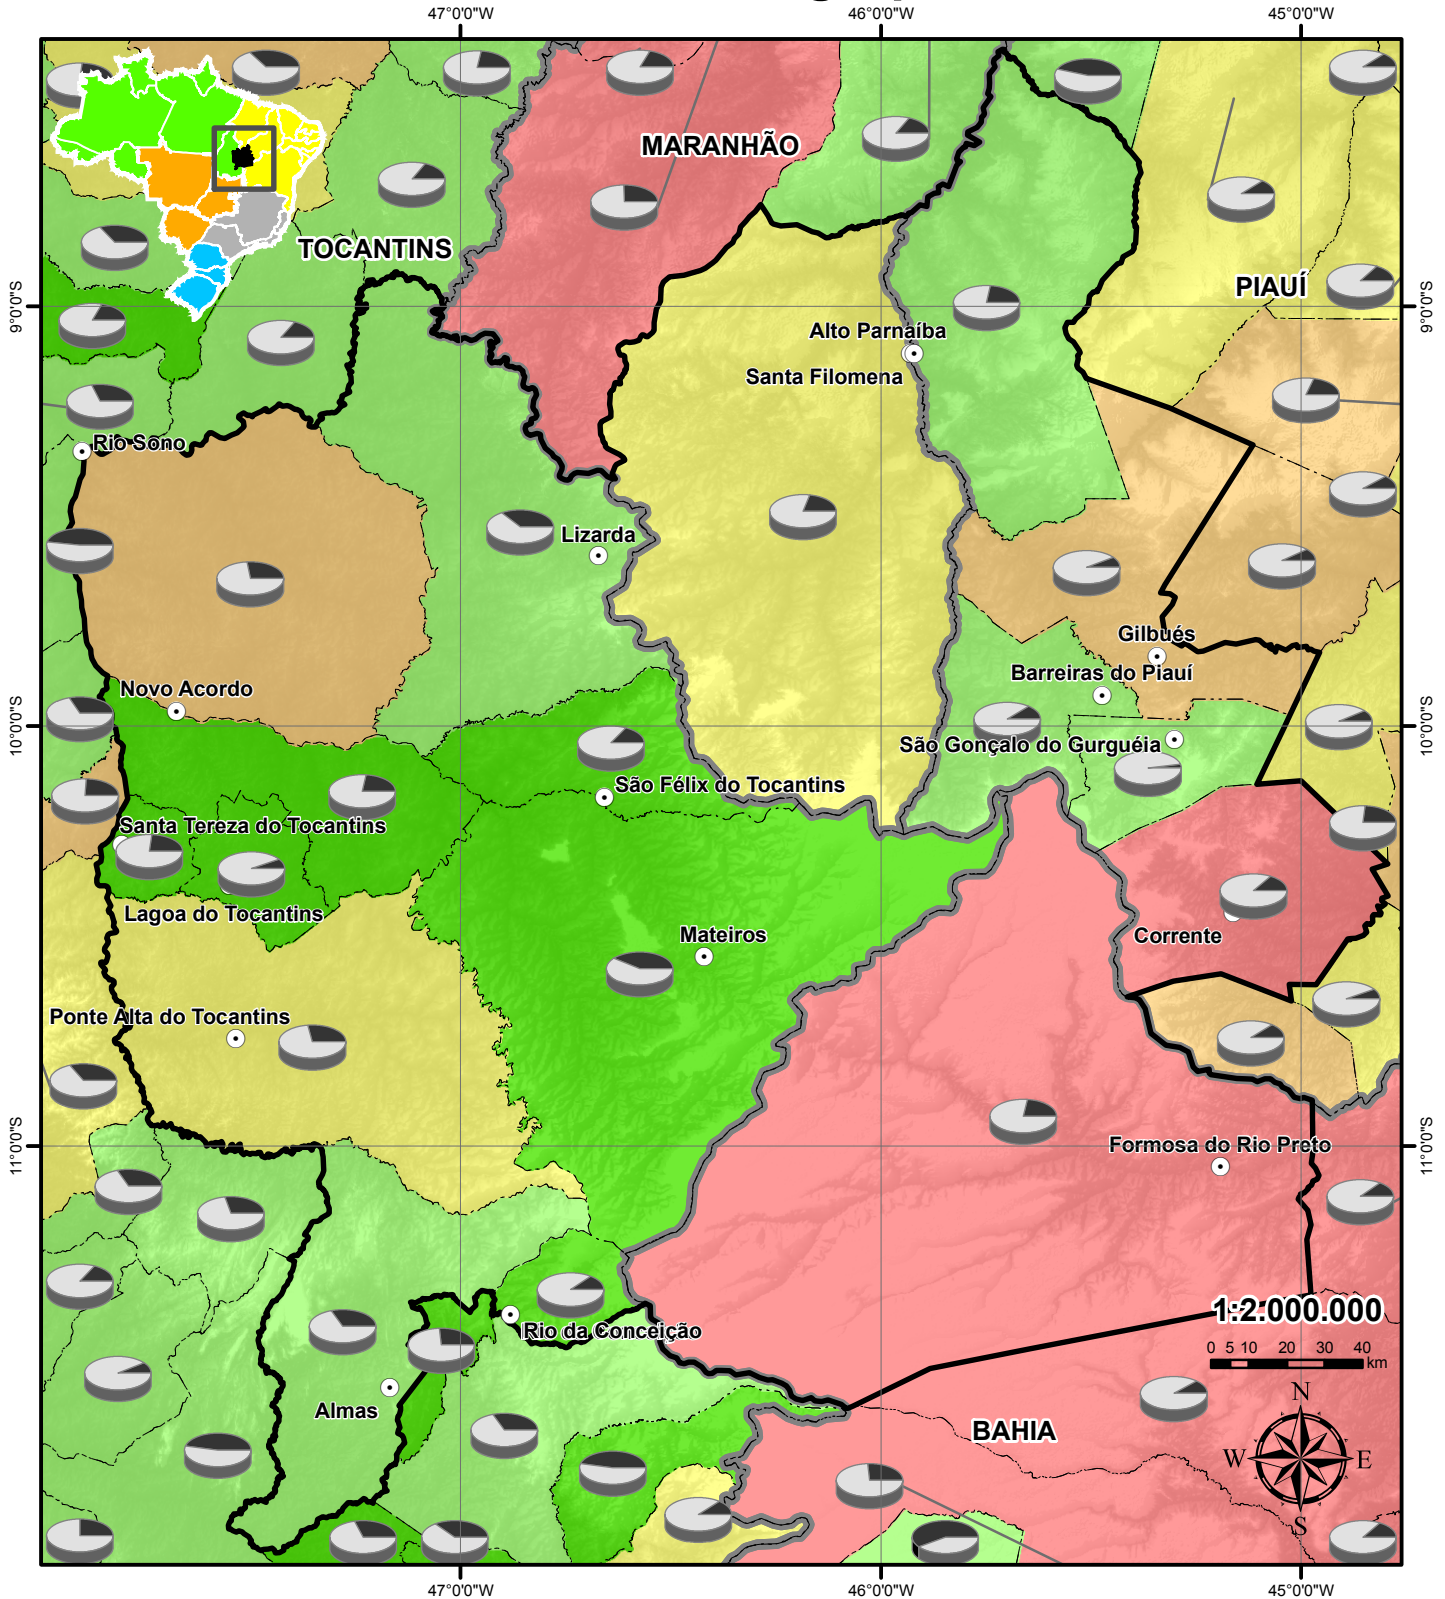 47°0'0"W
46°0'0"W
45°0'0"W
MARANHÃO
TOCANTINS
PIAUÍ
9°0'0"S
9°0'0"S
Alto Parnaíba
Santa Filomena
Rio Sono
Lizarda
Gilbués
Barreiras do Piauí
Novo Acordo
10°0'0"S
10°0'0"S
São Gonçalo do Gurguéia
São Félix do Tocantins
Santa Tereza do Tocantins
Lagoa do Tocantins
Mateiros
Corrente
Ponte Alta do Tocantins
11°0'0"S
11°0'0"S
Formosa do Rio Preto
1:2.000.000
Rio da Conceição
0 5 10 20 30 40
km
N
Almas
BAHIA
W
E
S
47°0'0"W
46°0'0"W
45°0'0"W